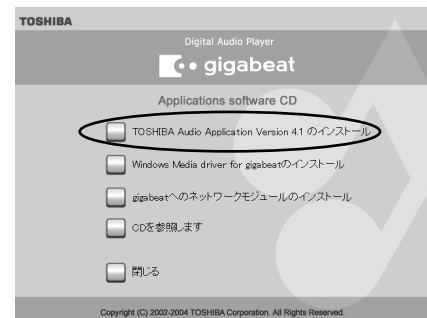 TOSHIBA
Digital Audio Player
gigabeat
Applications software CD
TOSHIBA Audio Application Version 4.1 のインストール
Windows Media driver for gigabeatのインストール
gigabeatへのネットワークモジュールのインストール
CDを参照します
閉じる
Copyright (C) 2002-2004 TOSHIBA Corporation. All Rights Reserved.